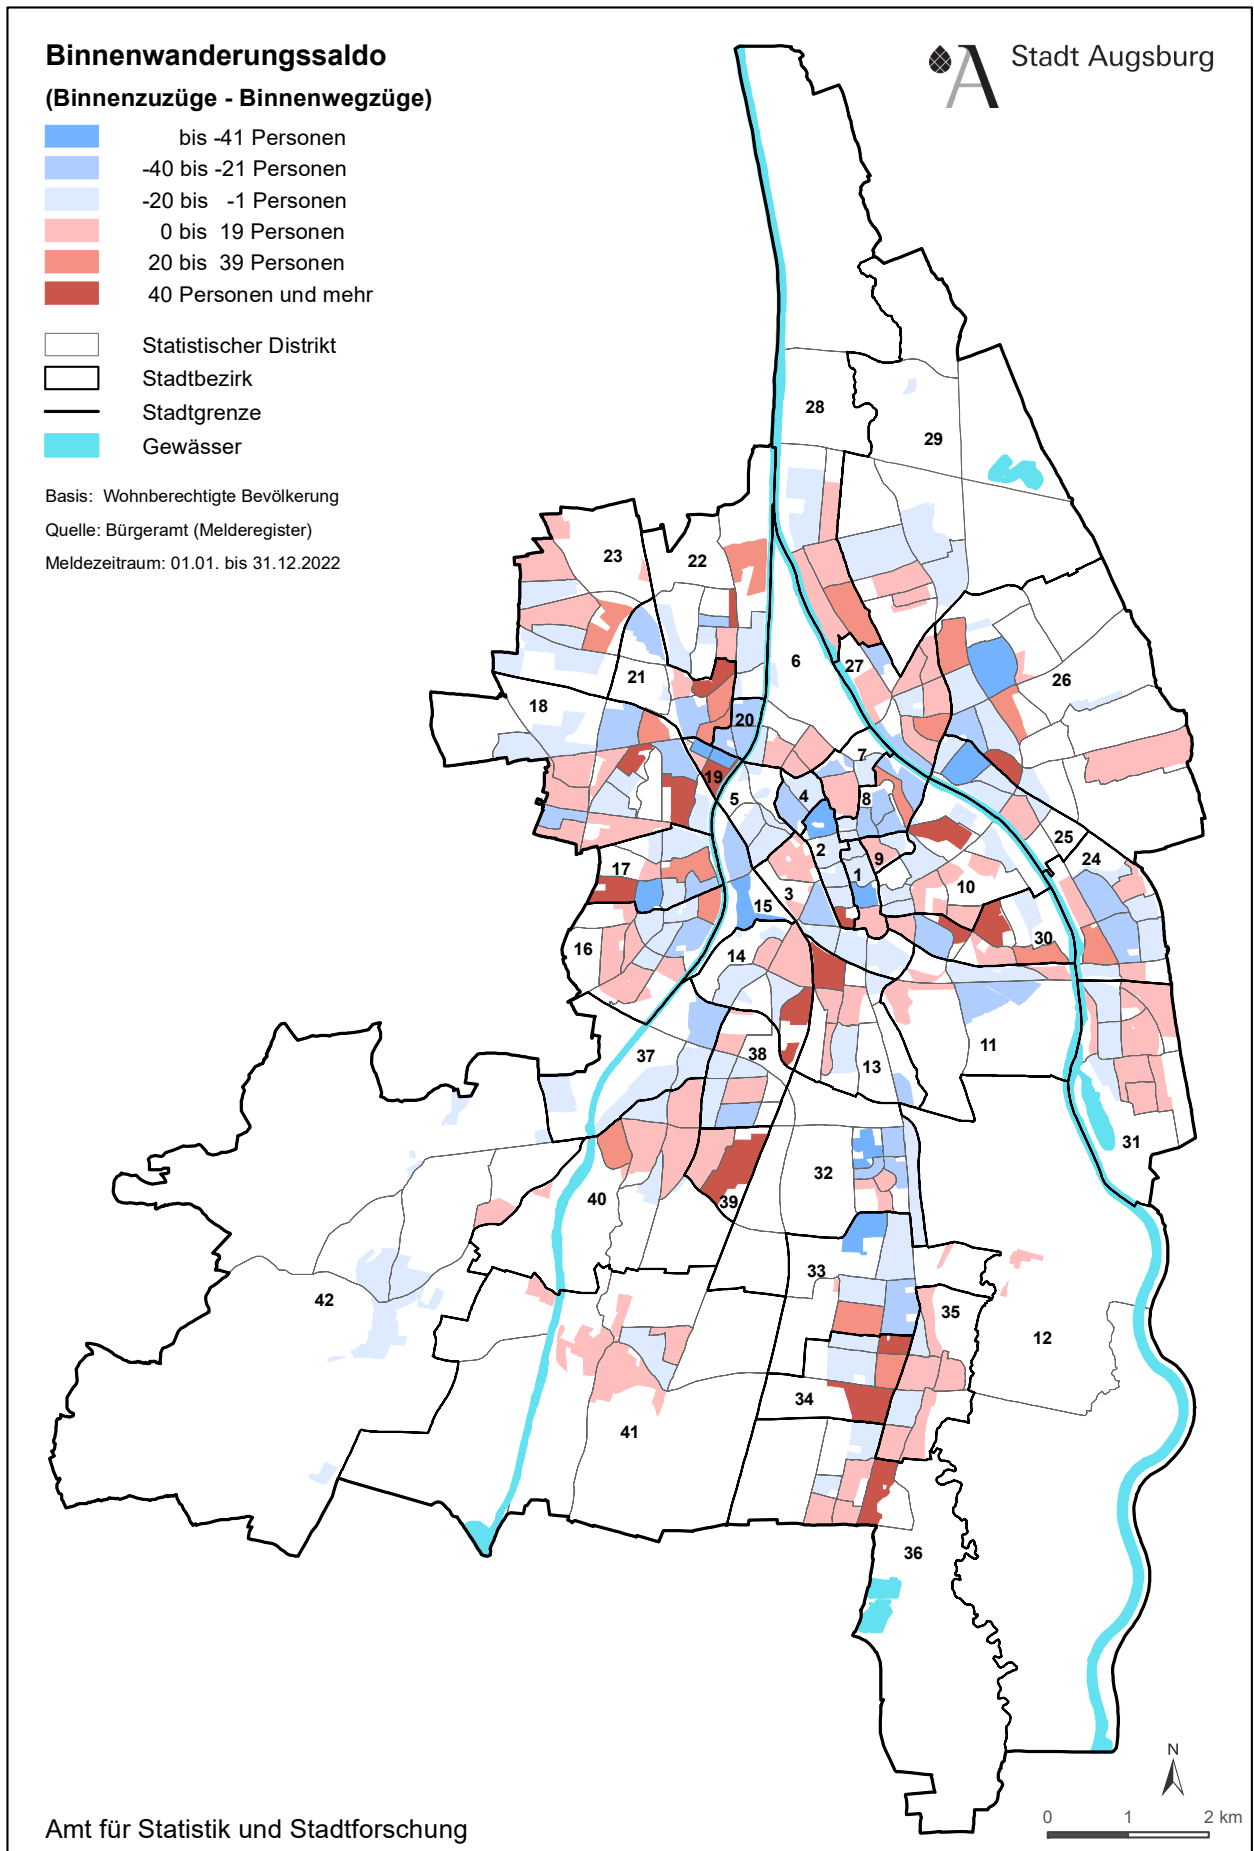 Binnenwanderungssaldo
(Binnenzuzüge - Binnenwegzüge)
bis -41 Personen
-40 bis -21 Personen
-20 bis -1 Personen
0 bis 19 Personen
20 bis 39 Personen
40 Personen und mehr
Statistischer Distrikt
Stadtbezirk
Stadtgrenze
Gewässer
Basis: Wohnberechtigte Bevölkerung
Quelle: Bürgeramt (Melderegister)
Meldezeitraum: 01.01. bis 31.12.2022
A Stadt Augsburg
28
29
23
22
6
27
21
26
18
20
7
19
5
4
8
25
2
9
24
17
1
10
3
15
30
16
14
11
37
38
13
31
32
40
39
33
42
35
12
34
41
36
N
0 1 2 km
Amt für Statistik und Stadtforschung